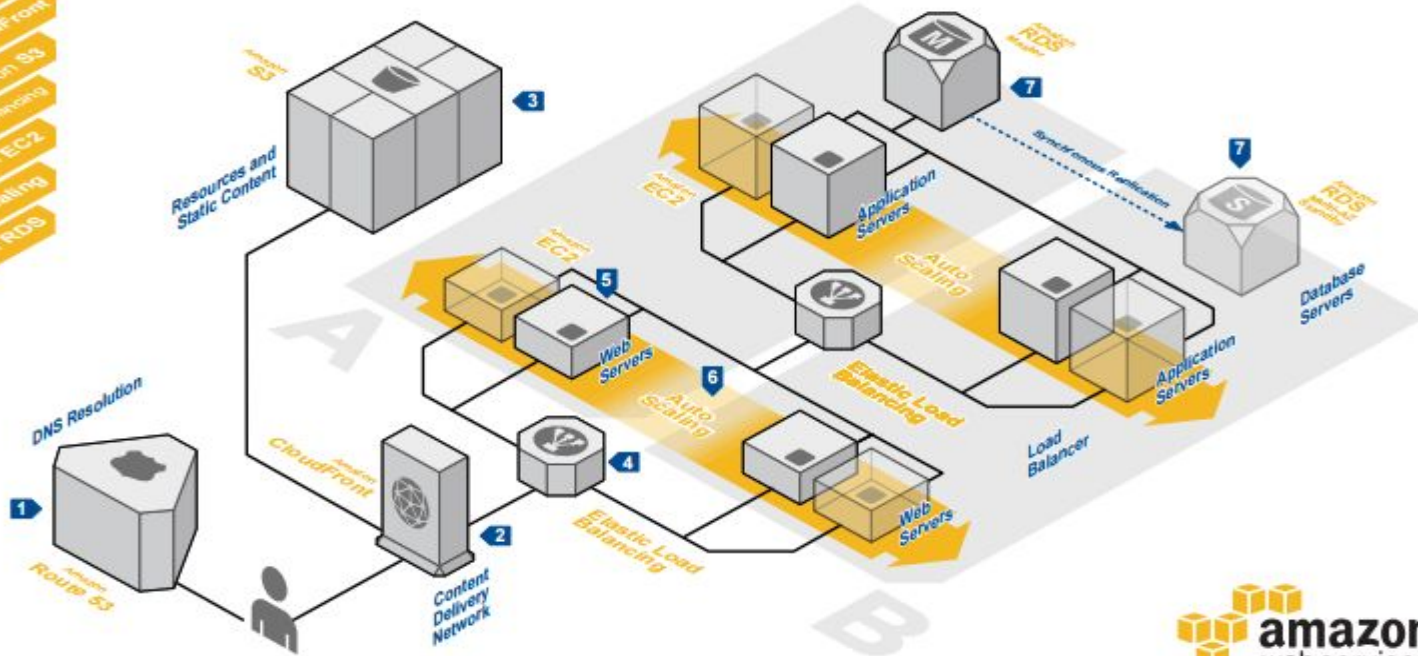 Front
S3
EC2
RDS
Amazon
S3
3
Resources and
Static Content
Amazon
RDS
Master
M
7
Synchronous Replication
7
S
Amazon
RDS
Multi-AZ
Standby
Database
Servers
Amazon
EC2
Application
Servers
Auto
Scaling
Application
Servers
Amazon
EC2
5
Web
Servers
6
Auto
Scaling
Elastic Load
Balancing
Load
Balancer
A
DNS Resolution
1
Amazon
Route 53
Amazon
CloudFront
2
Content
Delivery
Network
4
Elastic Load
Balancing
Web
Servers
B
amazon